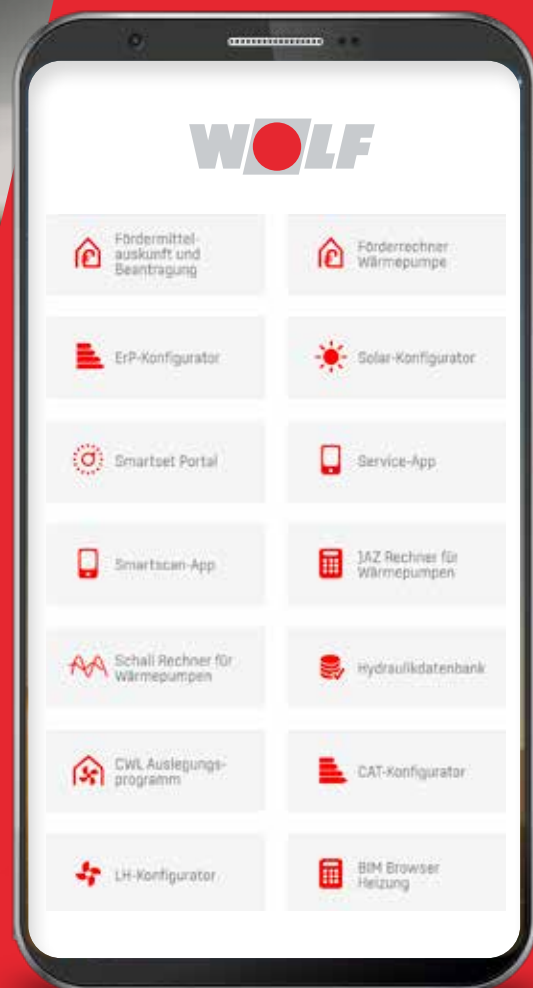 WOLF
Fördermittel-
auskunft und
Beantragung
Förderrechner
Wärmepumpe
ErP-Konfigurator
Solar-Konfigurator
Smartset Portal
Service-App
Smartscan-App
JAZ Rechner für
Wärmepumpen
Schall Rechner für
Wärmepumpen
Hydraulikdatenbank
CWL Auslegungs-
programm
CAT-Konfigurator
LH-Konfigurator
BIM Browser
Heizung